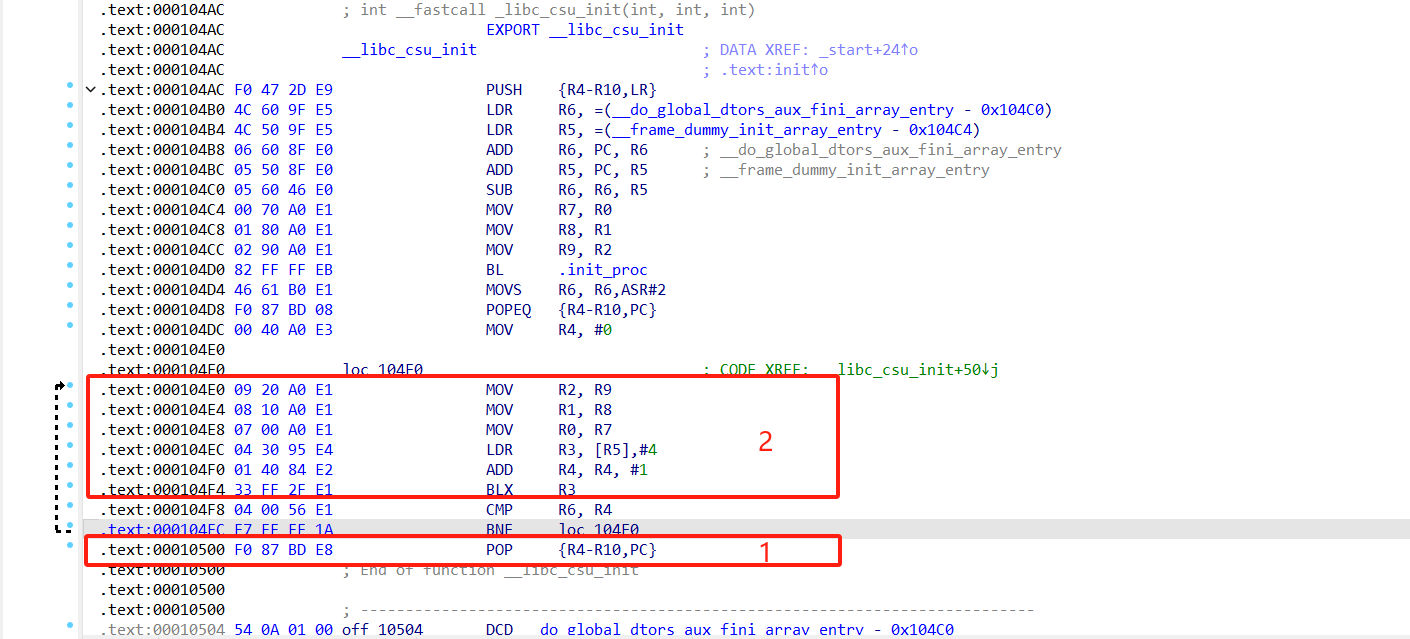 .text:000104AC ; int __fastcall _libc_csu_init(int, int, int)
.text:000104AC EXPORT __libc_csu_init
.text:000104AC __libc_csu_init ; DATA XREF: _start+24↑o
.text:000104AC ; .text:init↑o
.text:000104AC F0 47 2D E9 PUSH {R4-R10,LR}
.text:000104B0 4C 60 9F E5 LDR R6, =(__do_global_dtors_aux_fini_array_entry - 0x104C0)
.text:000104B4 4C 50 9F E5 LDR R5, =(__frame_dummy_init_array_entry - 0x104C4)
.text:000104B8 06 60 8F E0 ADD R6, PC, R6 ; __do_global_dtors_aux_fini_array_entry
.text:000104BC 05 50 8F E0 ADD R5, PC, R5 ; __frame_dummy_init_array_entry
.text:000104C0 05 60 46 E0 SUB R6, R6, R5
.text:000104C4 00 70 A0 E1 MOV R7, R0
.text:000104C8 01 80 A0 E1 MOV R8, R1
.text:000104CC 02 90 A0 E1 MOV R9, R2
.text:000104D0 82 FF FF EB BL .init_proc
.text:000104D4 46 61 B0 E1 MOVS R6, R6,ASR#2
.text:000104D8 F0 87 BD 08 POPEQ {R4-R10,PC}
.text:000104DC 00 40 A0 E3 MOV R4, #0
.text:000104E0
.text:000104E0 loc_104E0 ; CODE XREF: __libc_csu_init+50↓j
.text:000104E0 09 20 A0 E1 MOV R2, R9
.text:000104E4 08 10 A0 E1 MOV R1, R8
.text:000104E8 07 00 A0 E1 MOV R0, R7
2
.text:000104EC 04 30 95 E4 LDR R3, [R5],#4
.text:000104F0 01 40 84 E2 ADD R4, R4, #1
.text:000104F4 33 FF 2F E1 BLX R3
.text:000104F8 04 00 56 E1 CMP R6, R4
.text:000104FC F7 FF FF 1A BNE loc_104E0
.text:00010500 F0 87 BD E8 POP {R4-R10,PC} 1
.text:00010500 ; End of function __libc_csu_init
.text:00010500
.text:00010500 ; ---------------------------------------------------------------------------
.text:00010504 54 0A 01 00 off_10504 DCD __do_global_dtors_aux_fini_array_entry - 0x104C0